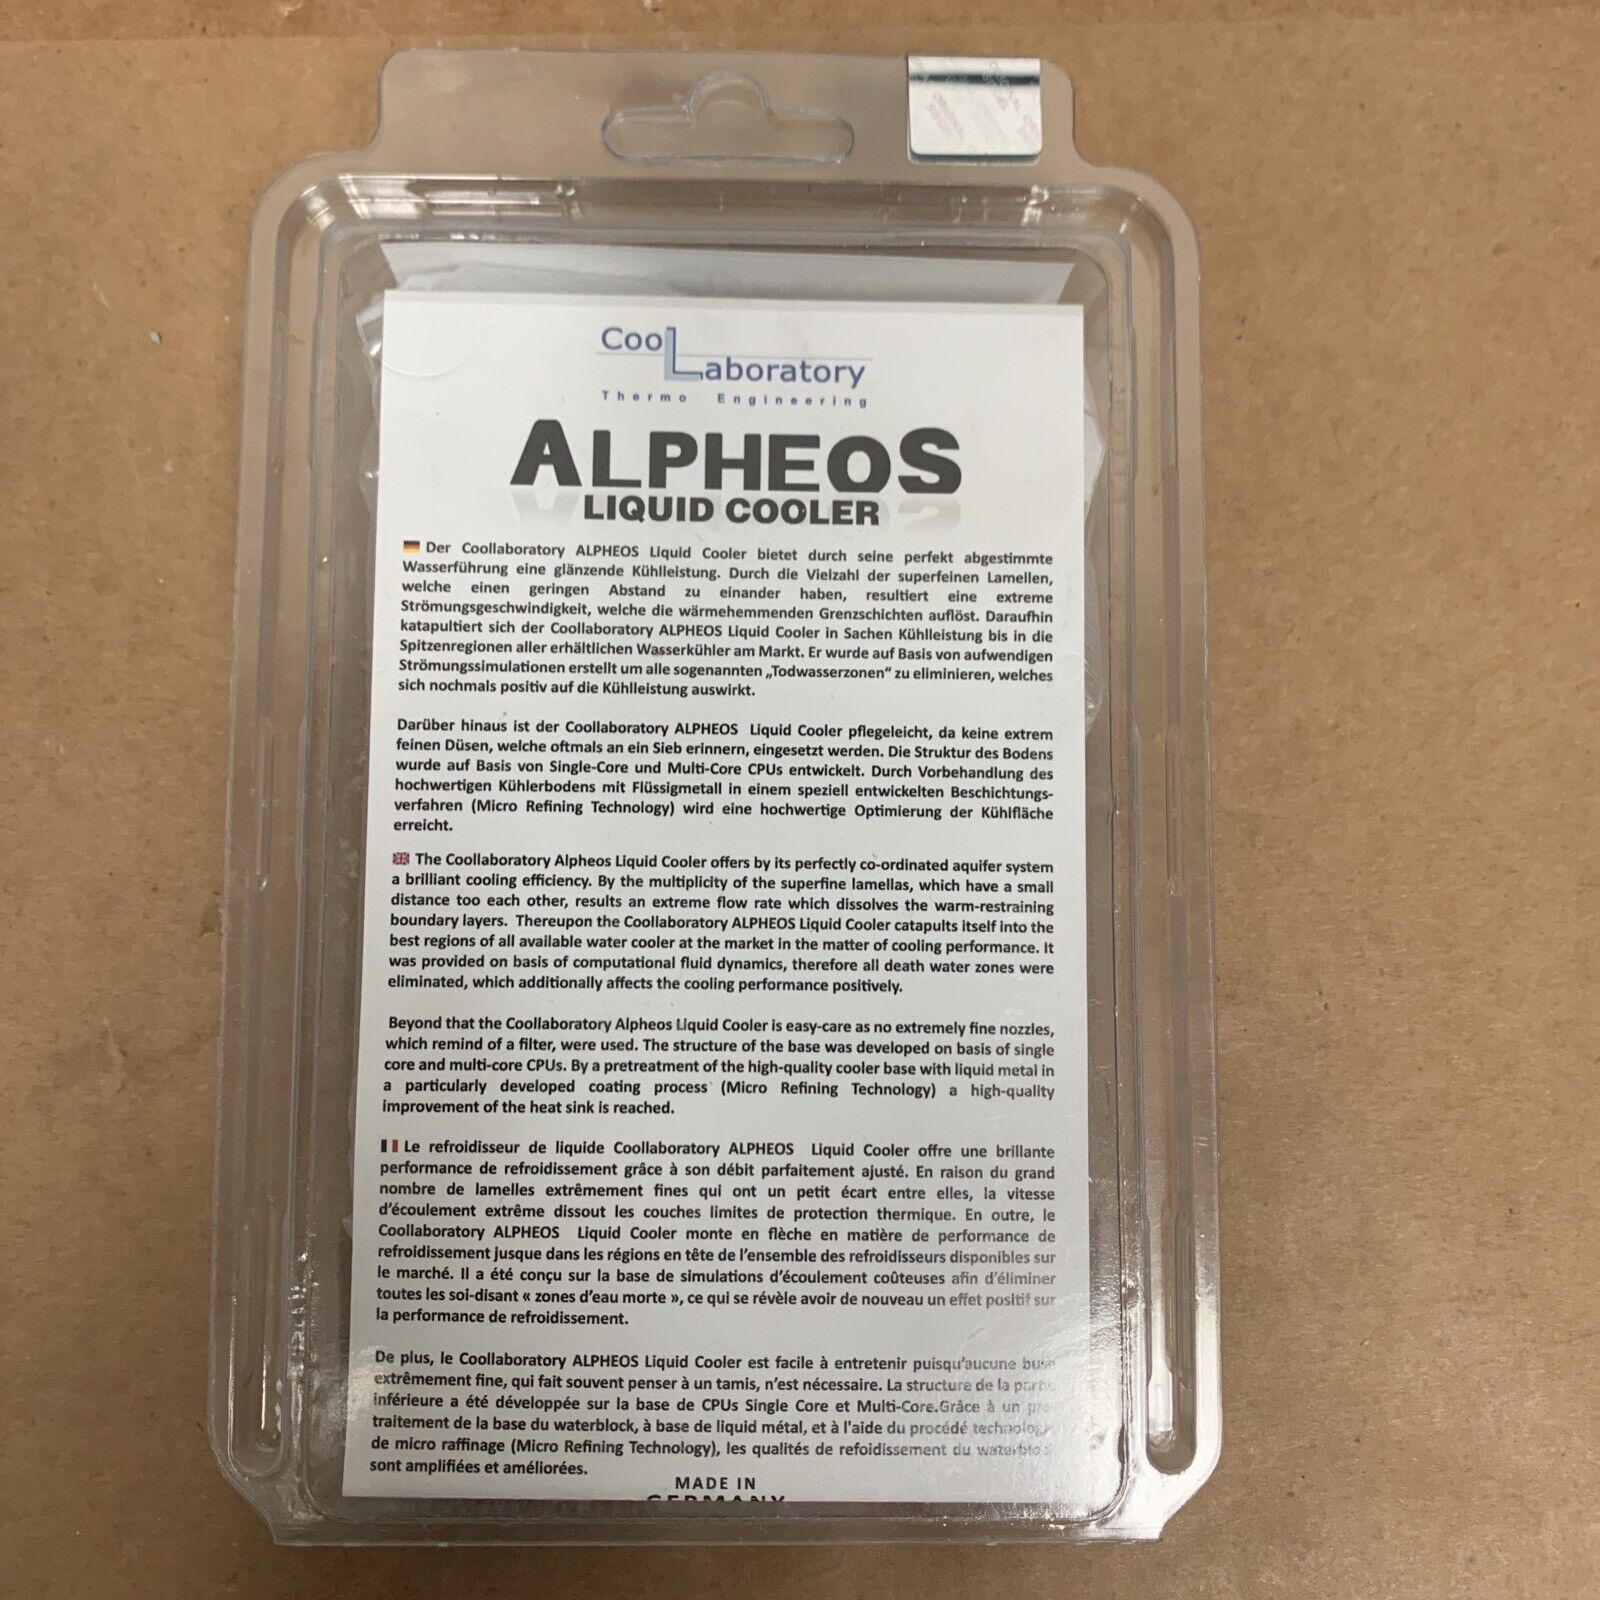 CooLaboratory
Thermo Engineering
ALPHEOS
LIQUID COOLER
Der Coollaboratory ALPHEOS Liquid Cooler bietet durch seine perfekt abgestimmte
Wasserführung eine glänzende Kühlleistung. Durch die Vielzahl der superfeinen Lamellen,
welche einen geringen Abstand zu einander haben, resultiert eine extreme
Strömungsgeschwindigkeit, welche die wärmehemmenden Grenzschichten auflöst. Daraufhin
katapultiert sich der Coollaboratory ALPHEOS Liquid Cooler in Sachen Kühlleistung bis in die
Spitzenregionen aller erhältlichen Wasserkühler am Markt. Er wurde auf Basis von aufwendigen
Strömungssimulationen erstellt um alle sogenannten „Todwasserzonen“ zu eliminieren, welches
sich nochmals positiv auf die Kühlleistung auswirkt.
Darüber hinaus ist der Coollaboratory ALPHEOS Liquid Cooler pflegeleicht, da keine extrem
feinen Düsen, welche oftmals an ein Sieb erinnern, eingesetzt werden. Die Struktur des Bodens
wurde auf Basis von Single-Core und Multi-Core CPUs entwickelt. Durch Vorbehandlung des
hochwertigen Kühlerbodens mit Flüssigmetall in einem speziell entwickelten Beschichtungs-
verfahren (Micro Refining Technology) wird eine hochwertige Optimierung der Kühlfläche
erreicht.
The Coollaboratory Alpheos Liquid Cooler offers by its perfectly co-ordinated aquifer system
a brilliant cooling efficiency. By the multiplicity of the superfine lamellas, which have a small
distance too each other, results an extreme flow rate which dissolves the warm-restraining
boundary layers. Thereupon the Coollaboratory ALPHEOS Liquid Cooler catapults itself into the
best regions of all available water cooler at the market in the matter of cooling performance. It
was provided on basis of computational fluid dynamics, therefore all death water zones were
eliminated, which additionally affects the cooling performance positively.
Beyond that the Coollaboratory Alpheos Liquid Cooler is easy-care as no extremely fine nozzles,
which remind of a filter, were used. The structure of the base was developed on basis of single
core and multi-core CPUs. By a pretreatment of the high-quality cooler base with liquid metal in
a particularly developed coating process (Micro Refining Technology) a high-quality
improvement of the heat sink is reached.
Le refroidisseur de liquide Coollaboratory ALPHEOS Liquid Cooler offre une brillante
performance de refroidissement grâce à son débit parfaitement ajusté. En raison du grand
nombre de lamelles extrêmement fines qui ont un petit écart entre elles, la vitesse
d’écoulement extrême dissout les couches limites de protection thermique. En outre, le
Coollaboratory ALPHEOS Liquid Cooler monte en flèche en matière de performance de
refroidissement jusque dans les régions en tête de l’ensemble des refroidisseurs disponibles sur
le marché. Il a été conçu sur la base de simulations d’écoulement coûteuses afin d’éliminer
toutes les soi-disant « zones d’eau morte », ce qui se révèle avoir de nouveau un effet positif sur
la performance de refroidissement.
De plus, le Coollaboratory ALPHEOS Liquid Cooler est facile à entretenir puisqu’aucune buse
extrêmement fine, qui fait souvent penser à un tamis, n’est nécessaire. La structure de la partie
inférieure a été développée sur la base de CPUs Single Core et Multi-Core.Grâce à un pré-
traitement de la base du waterblock, à base de liquid métal, et à l'aide du procédé
de micro raffinage (Micro Refining Technology), les qualités de refoidissement du waterblock
sont amplifiées et améliorées.
MADE IN
GERMANY